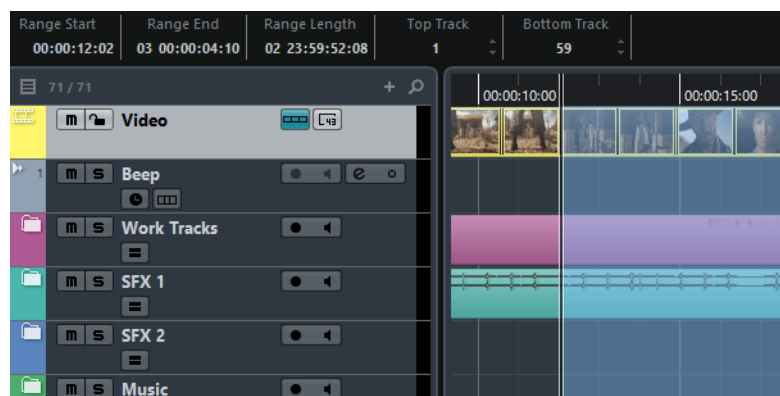 Range Start Range End Range Length Top Track Bottom Track
00:00:12:02 03 00:00:04:10 02 23:59:52:08 1 59
71 / 71
00:00:10:00 00:00:15:00
m Video 43
1 m S Beep e
m S Work Tracks
m S SFX 1
m S SFX 2
m S Music